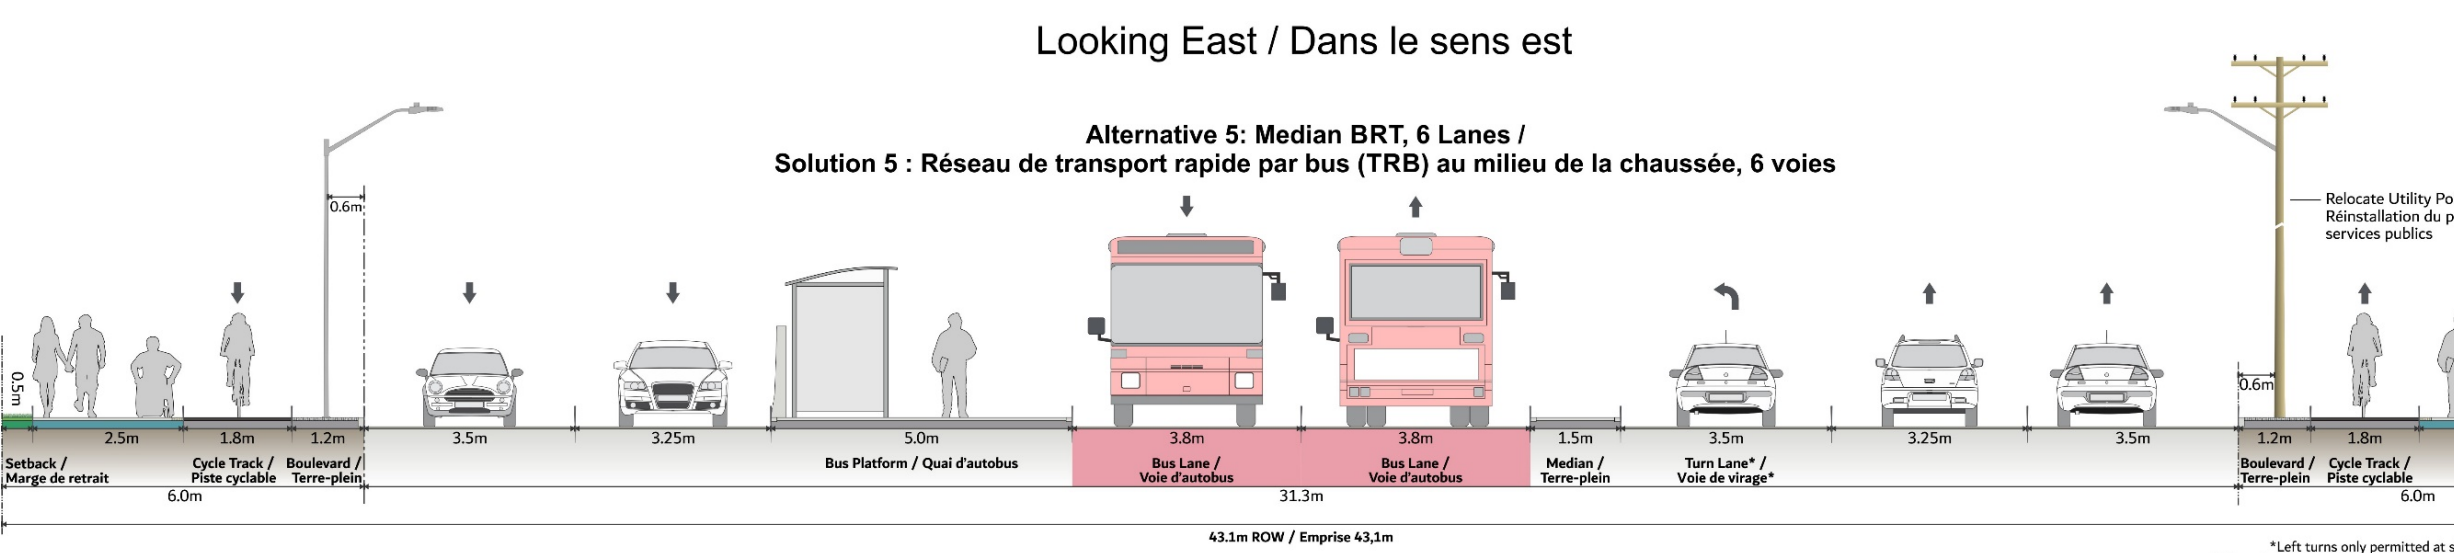 Looking East / Dans le sens est
Alternative 5: Median BRT, 6 Lanes /
Solution 5 : Réseau de transport rapide par bus (TRB) au milieu de la chaussée, 6 voies
0.6m
Relocate Utility Po
Réinstallation du p
services publics
0.5m
0.6m
2.5m 1.8m 1.2m 3.5m 3.25m 5.0m 3.8m 3.8m 1.5m 3.5m 3.25m 3.5m 1.2m 1.8m
Setback /
Marge de retrait
Cycle Track /
Piste cyclable
Boulevard /
Terre-plein
Bus Platform / Quai d'autobus
Bus Lane /
Voie d'autobus
Bus Lane /
Voie d'autobus
Median /
Terre-plein
Turn Lane* /
Voie de virage*
Boulevard /
Terre-plein
Cycle Track /
Piste cyclable
6.0m 31.3m 6.0m
43.1m ROW / Emprise 43,1m
*Left turns only permitted at s